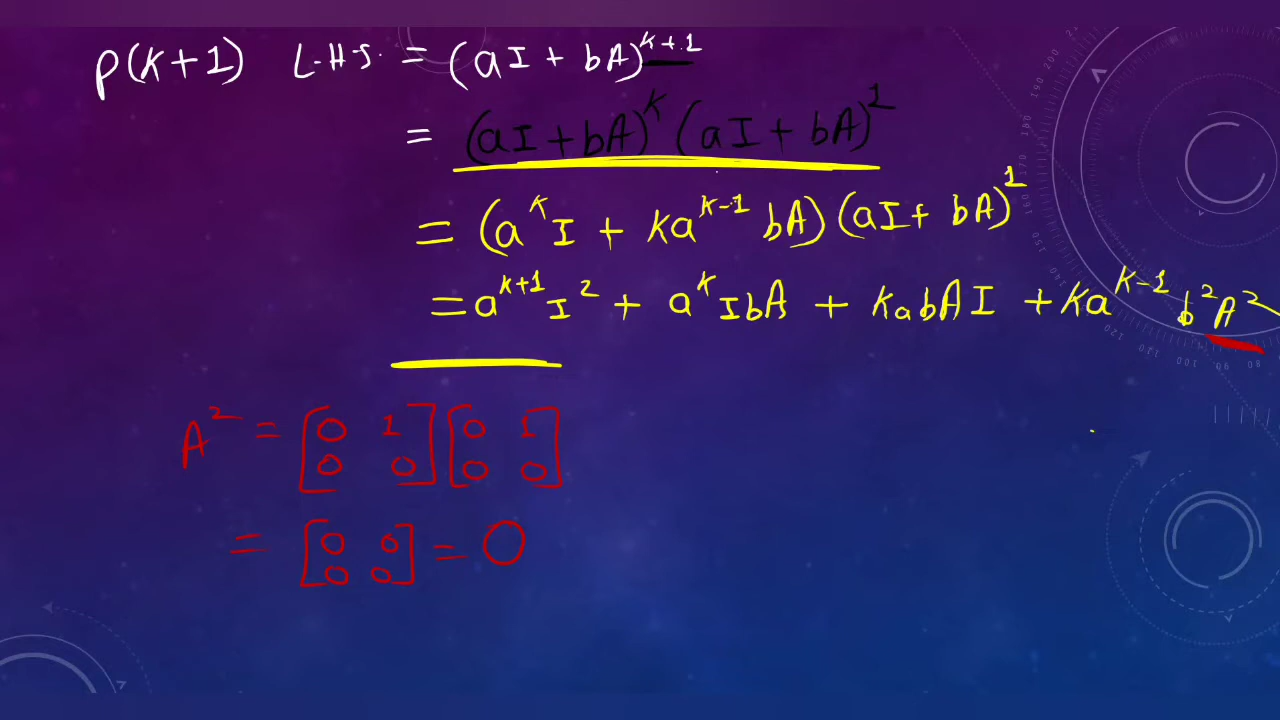 P(K+1) L.H.S. = (aI + bA)^{K+1}
= (aI + bA)^K (aI + bA)^1
= (a^K I + Ka^{K-1} bA) (aI + bA)^1
= a^{K+1} I^2 + a^K IbA + KabAI + Ka^{K-1} b^2 A^2
A^2 = [0 1 0 0] [0 1 0 0]
= [0 0 0 0] = 0